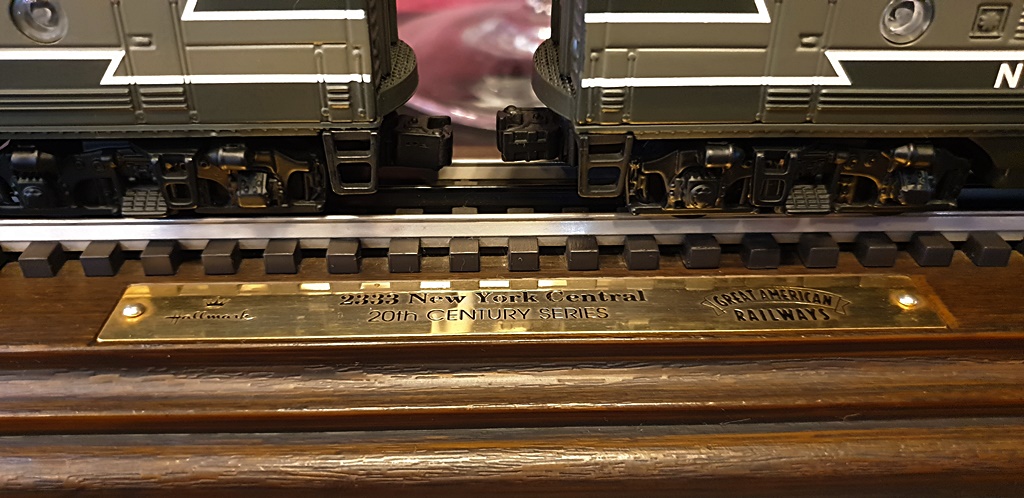 N
Hallmark
2333 New York Central
20th CENTURY SERIES
GREAT AMERICAN
RAILWAYS